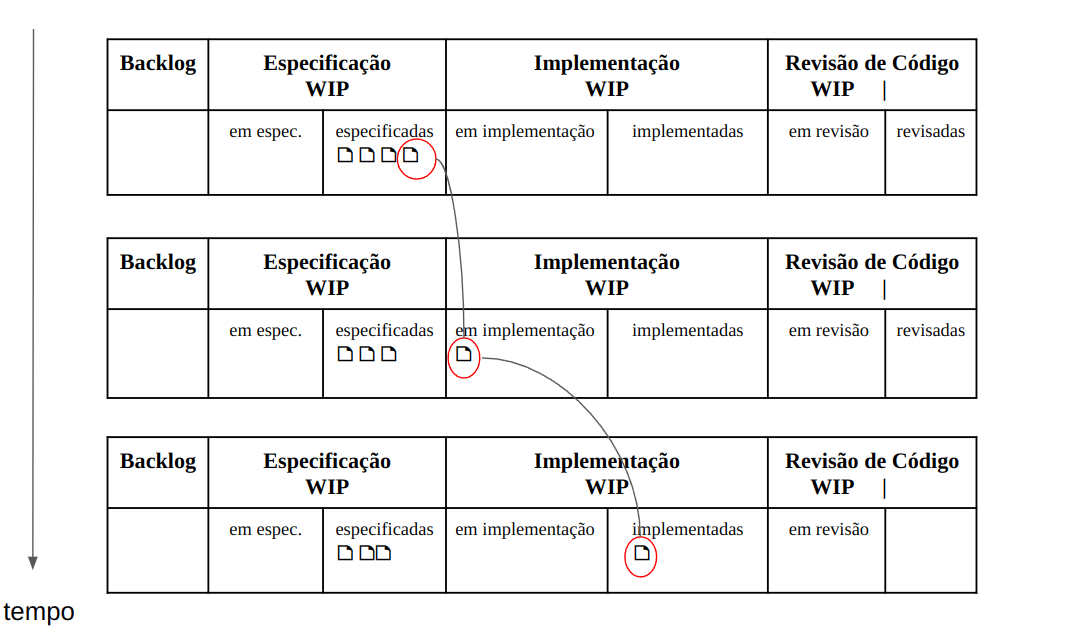 Backlog Especificação Implementação Revisão de Código
WIP WIP WIP |
em espec. especificadas em implementação implementadas em revisão revisadas
Backlog Especificação Implementação Revisão de Código
WIP WIP WIP |
em espec. especificadas em implementação implementadas em revisão revisadas
Backlog Especificação Implementação Revisão de Código
WIP WIP WIP |
em espec. especificadas em implementação implementadas em revisão
tempo